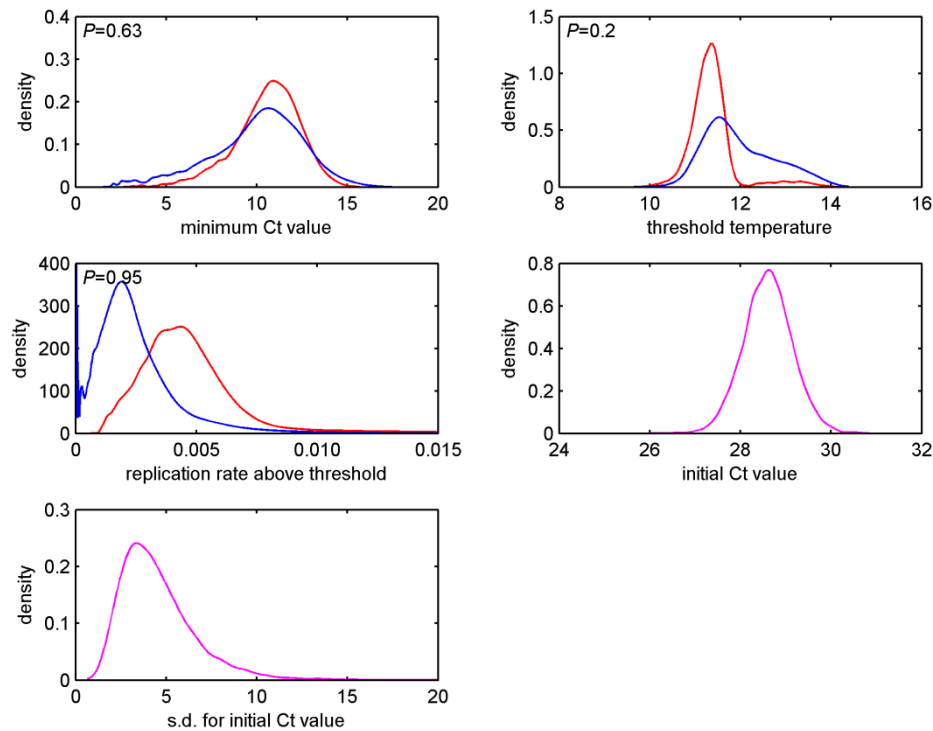 P=0.63
density
0.4
0.3
0.2
0.1
0
0 5 10 15 20
minimum Ct value
P=0.2
density
1.5
1.0
0.5
0.0
8 10 12 14 16
threshold temperature
P=0.95
density
400
300
200
100
0
0 0.005 0.010 0.015
replication rate above threshold
density
0.8
0.6
0.4
0.2
0
24 26 28 30 32
initial Ct value
density
0.3
0.2
0.1
0
0 5 10 15 20
s.d. for initial Ct value